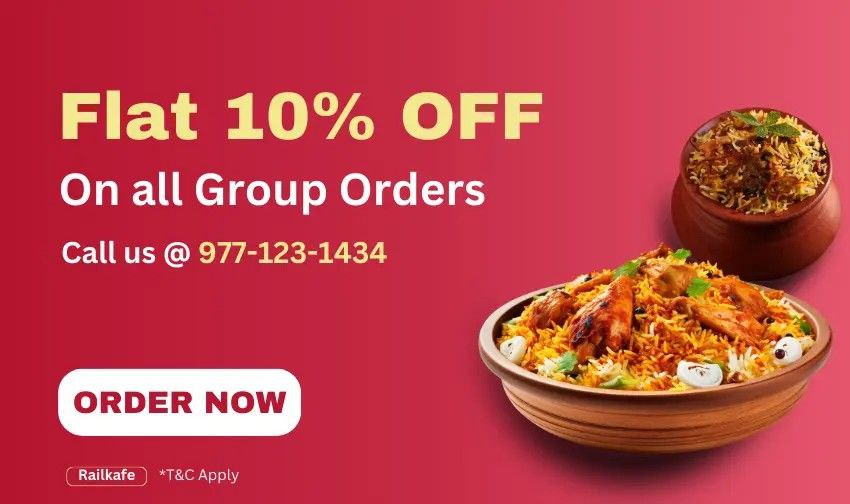 Flat 10% OFF
On all Group Orders
Call us @ 977-123-1434
ORDER NOW
Railkafe *T&C Apply